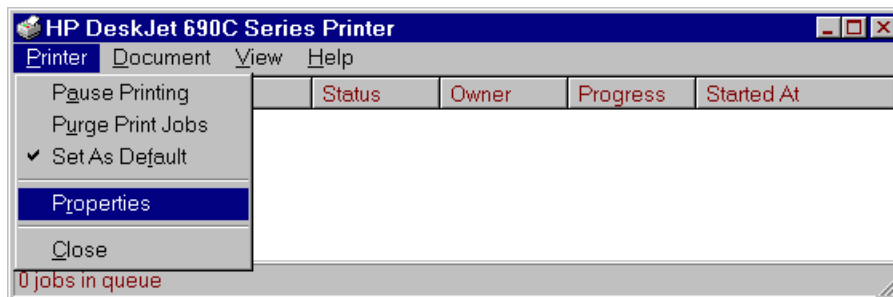 HP DeskJet 690C Series Printer
Printer Document View Help
Status Owner Progress Started At
Pause Printing
Purge Print Jobs
Set As Default
Properties
Close
0 jobs in queue